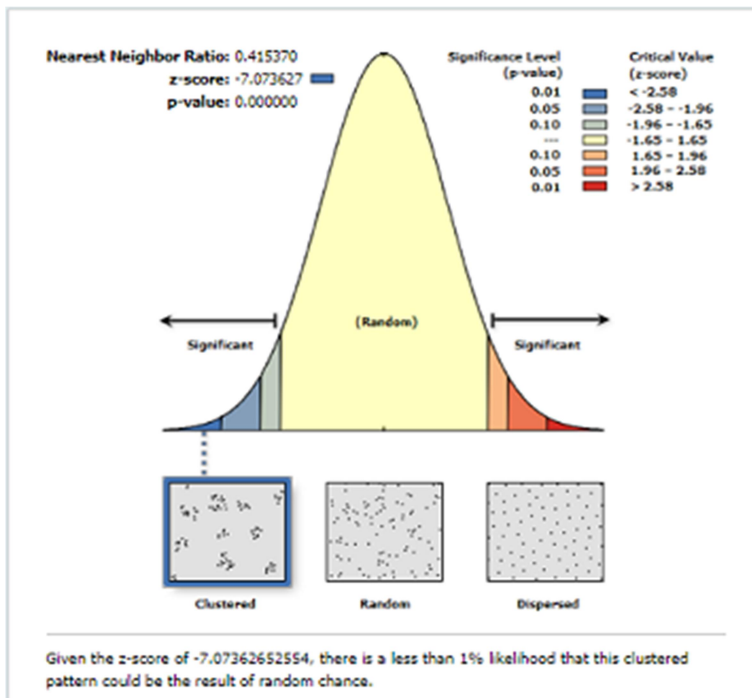 Nearest Neighbor Ratio: 0.415370
z-score: -7.073627
p-value: 0.000000
Significance Level (p-value)
Critical Value (z-score)
0.01 < -2.58
0.05 -2.58 - -1.96
0.10 -1.96 - -1.65
--- -1.65 - 1.65
0.10 1.65 - 1.96
0.05 1.96 - 2.58
0.01 > 2.58
Significant
(Random)
Significant
Clustered
Random
Dispersed
Given the z-score of -7.07362652554, there is a less than 1% likelihood that this clustered
pattern could be the result of random chance.